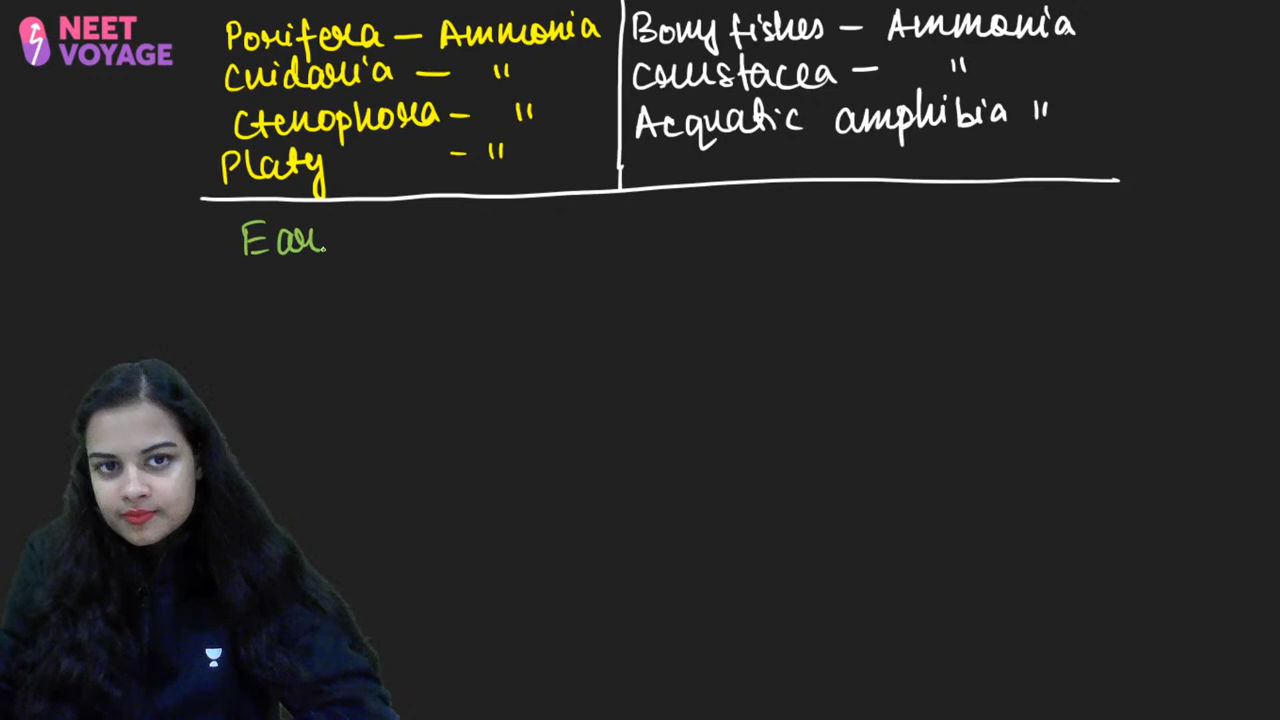 NEET
VOYAGE
Porifera — Ammonia
Cnidaria — "
Ctenophora - "
Platy - "
Bony fishes — Ammonia
Crustacea — "
Acquatic amphibia "
Ear